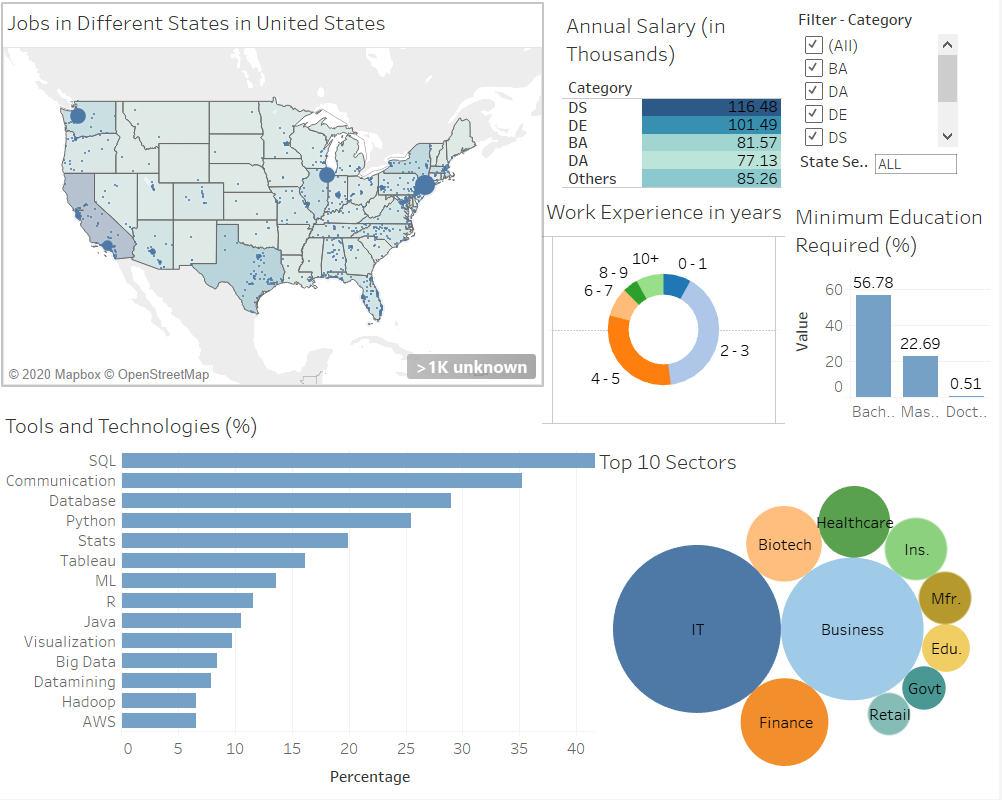 Jobs in Different States in United States
© 2020 Mapbox © OpenStreetMap
>1K unknown
Annual Salary (in
Thousands)
Category
DS 116.48
DE 101.49
BA 81.57
DA 77.13
Others 85.26
Filter - Category
(All)
BA
DA
DE
DS
State Se.. ALL
Work Experience in years
10+
0 - 1
8 - 9
6 - 7
2 - 3
4 - 5
Minimum Education
Required (%)
Value
60
40
20
0
56.78
22.69
0.51
Bach.. Mas.. Doct..
Tools and Technologies (%)
SQL
Communication
Database
Python
Stats
Tableau
ML
R
Java
Visualization
Big Data
Datamining
Hadoop
AWS
0 5 10 15 20 25 30 35 40
Percentage
Top 10 Sectors
Healthcare
Biotech
Ins.
Mfr.
IT
Business
Edu.
Govt
Retail
Finance